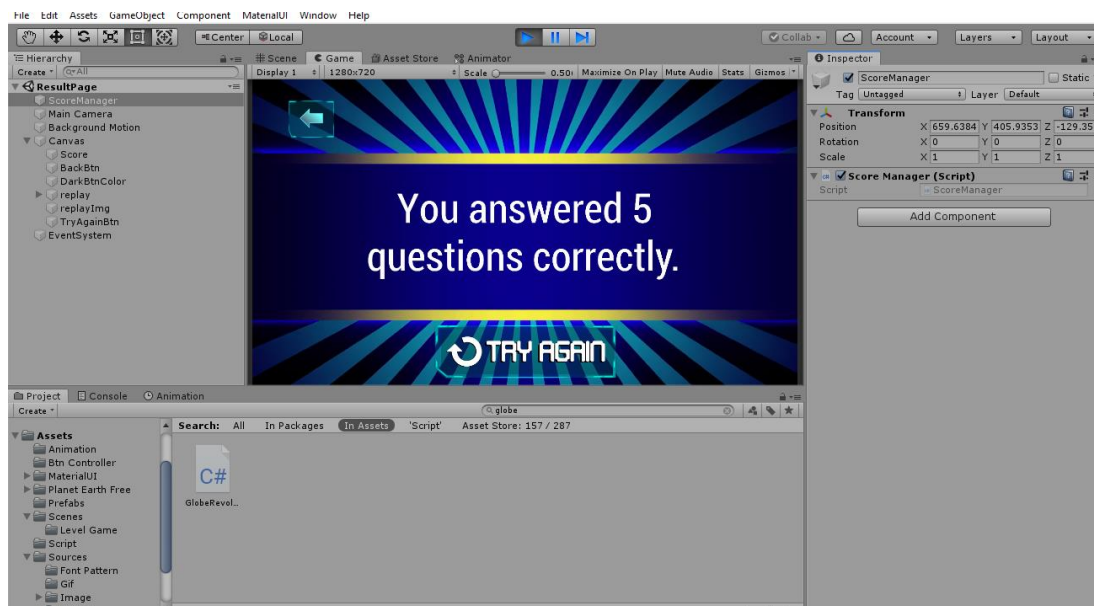 File Edit Assets GameObject Component MaterialUI Window Help
Center Local Collab Account Layers Layout
Hierarchy
Create All
ResultPage
ScoreManager
Main Camera
Background Motion
Canvas
Score
BackBtn
DarkBtnColor
replay
replayImg
TryAgainBtn
EventSystem
Scene Game Asset Store Animator
Display 1 1280x720 Scale 0.50 Maximize On Play Mute Audio Stats Gizmos
You answered 5
questions correctly.
TRY AGAIN
Inspector
ScoreManager Static
Tag Untagged Layer Default
Transform
Position X 659.6384 Y 405.9353 Z -129.35
Rotation X 0 Y 0 Z 0
Scale X 1 Y 1 Z 1
Score Manager (Script)
Script ScoreManager
Add Component
Project Console Animation
Create globe
Assets
Animation
Btn Controller
MaterialUI
Planet Earth Free
Prefabs
Scenes
Level Game
Script
Sources
Font Pattern
Gif
Image
Search: All In Packages In Assets 'Script' Asset Store: 157 / 287
C#
GlobeRevol...